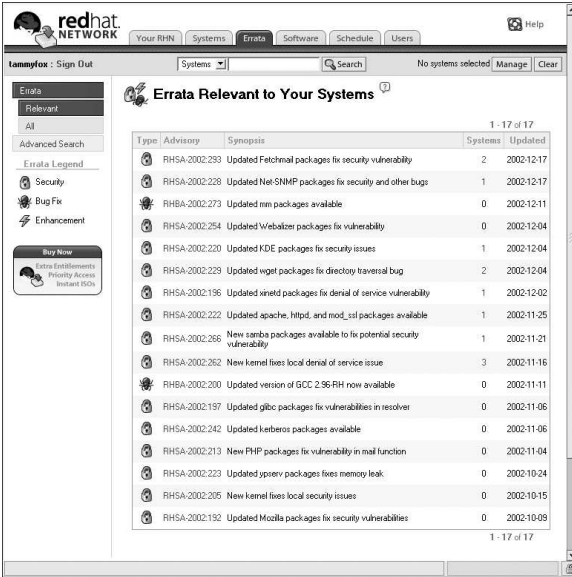 redhat.
NETWORK
Your RHN Systems Errata Software Schedule Users
Help
tammyfox : Sign Out
Systems
Search
No systems selected
Manage
Clear
Errata
Relevant
All
Advanced Search
Errata Legend
Security
Bug Fix
Enhancement
Buy Now
Extra Entitlements
Priority Access
Instant ISOs
Errata Relevant to Your Systems ?
1 - 17 of 17
Type Advisory Synopsis Systems Updated
RHSA-2002:293 Updated Fetchmail packages fix security vulnerability 2 2002-12-17
RHSA-2002:228 Updated Net-SNMP packages fix security and other bugs 1 2002-12-17
RHBA-2002:273 Updated mm packages available 0 2002-12-11
RHSA-2002:254 Updated Webalizer packages fix vulnerability 0 2002-12-04
RHSA-2002:220 Updated KDE packages fix security issues 1 2002-12-04
RHSA-2002:229 Updated wget packages fix directory traversal bug 2 2002-12-04
RHSA-2002:196 Updated xinetd packages fix denial of service vulnerability 1 2002-12-02
RHSA-2002:222 Updated apache, httpd, and mod_ssl packages available 1 2002-11-25
RHSA-2002:266 New samba packages available to fix potential security
vulnerability 1 2002-11-21
RHSA-2002:262 New kernel fixes local denial of service issue 3 2002-11-16
RHBA-2002:200 Updated version of GCC 2.96-RH now available 0 2002-11-11
RHSA-2002:197 Updated glibc packages fix vulnerabilities in resolver 0 2002-11-06
RHSA-2002:242 Updated kerberos packages available 0 2002-11-06
RHSA-2002:213 New PHP packages fix vulnerability in mail function 0 2002-11-04
RHSA-2002:223 Updated ypserv packages fixes memory leak 0 2002-10-24
RHSA-2002:205 New kernel fixes local security issues 0 2002-10-15
RHSA-2002:192 Updated Mozilla packages fix security vulnerabilities 0 2002-10-09
1 - 17 of 17